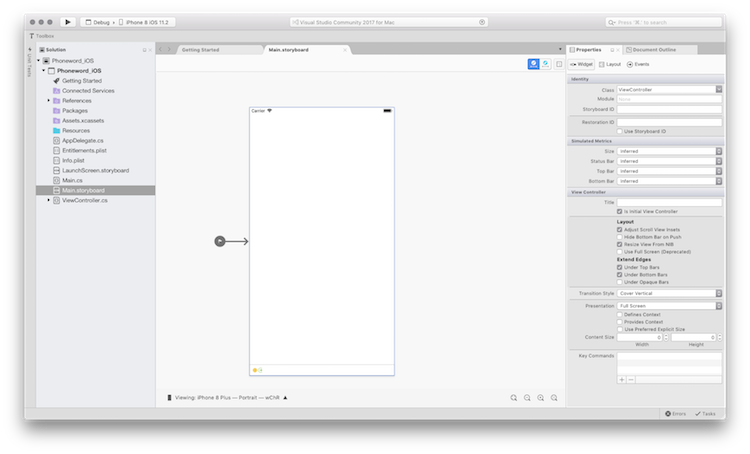 Debug
iPhone 8 iOS 11.2
Visual Studio Community 2017 for Mac
Press '⌘.' to search
Toolbox
Unit Tests
Solution
Phoneword_iOS
Phoneword_iOS
Getting Started
Connected Services
References
Packages
Assets.xcassets
Resources
AppDelegate.cs
Entitlements.plist
Info.plist
LaunchScreen.storyboard
Main.cs
Main.storyboard
ViewController.cs
Getting Started
Main.storyboard
Carrier
Viewing: iPhone 8 Plus — Portrait — wChR
Properties
Document Outline
Widget
Layout
Events
Identity
Class ViewController
Module None
Storyboard ID
Restoration ID
Use Storyboard ID
Simulated Metrics
Size Inferred
Status Bar Inferred
Top Bar Inferred
Bottom Bar Inferred
View Controller
Title
Is Initial View Controller
Layout
Adjust Scroll View Insets
Hide Bottom Bar on Push
Resize View From NIB
Use Full Screen (Deprecated)
Extend Edges
Under Top Bars
Under Bottom Bars
Under Opaque Bars
Transition Style Cover Vertical
Presentation Full Screen
Defines Context
Provides Context
Use Preferred Explicit Size
Content Size 0 0
Width Height
Key Commands
Errors
Tasks